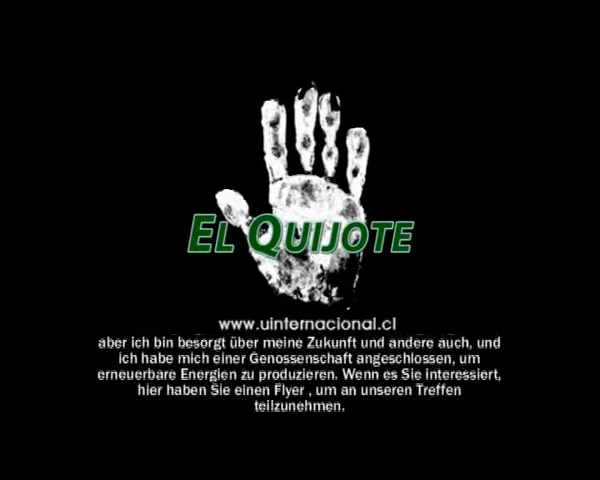 EL QUIJOTE
www.uinternacional.cl
aber ich bin besorgt über meine Zukunft und andere auch, und
ich habe mich einer Genossenschaft angeschlossen, um
erneuerbare Energien zu produzieren. Wenn es Sie interessiert,
hier haben Sie einen Flyer , um an unseren Treffen
teilzunehmen.